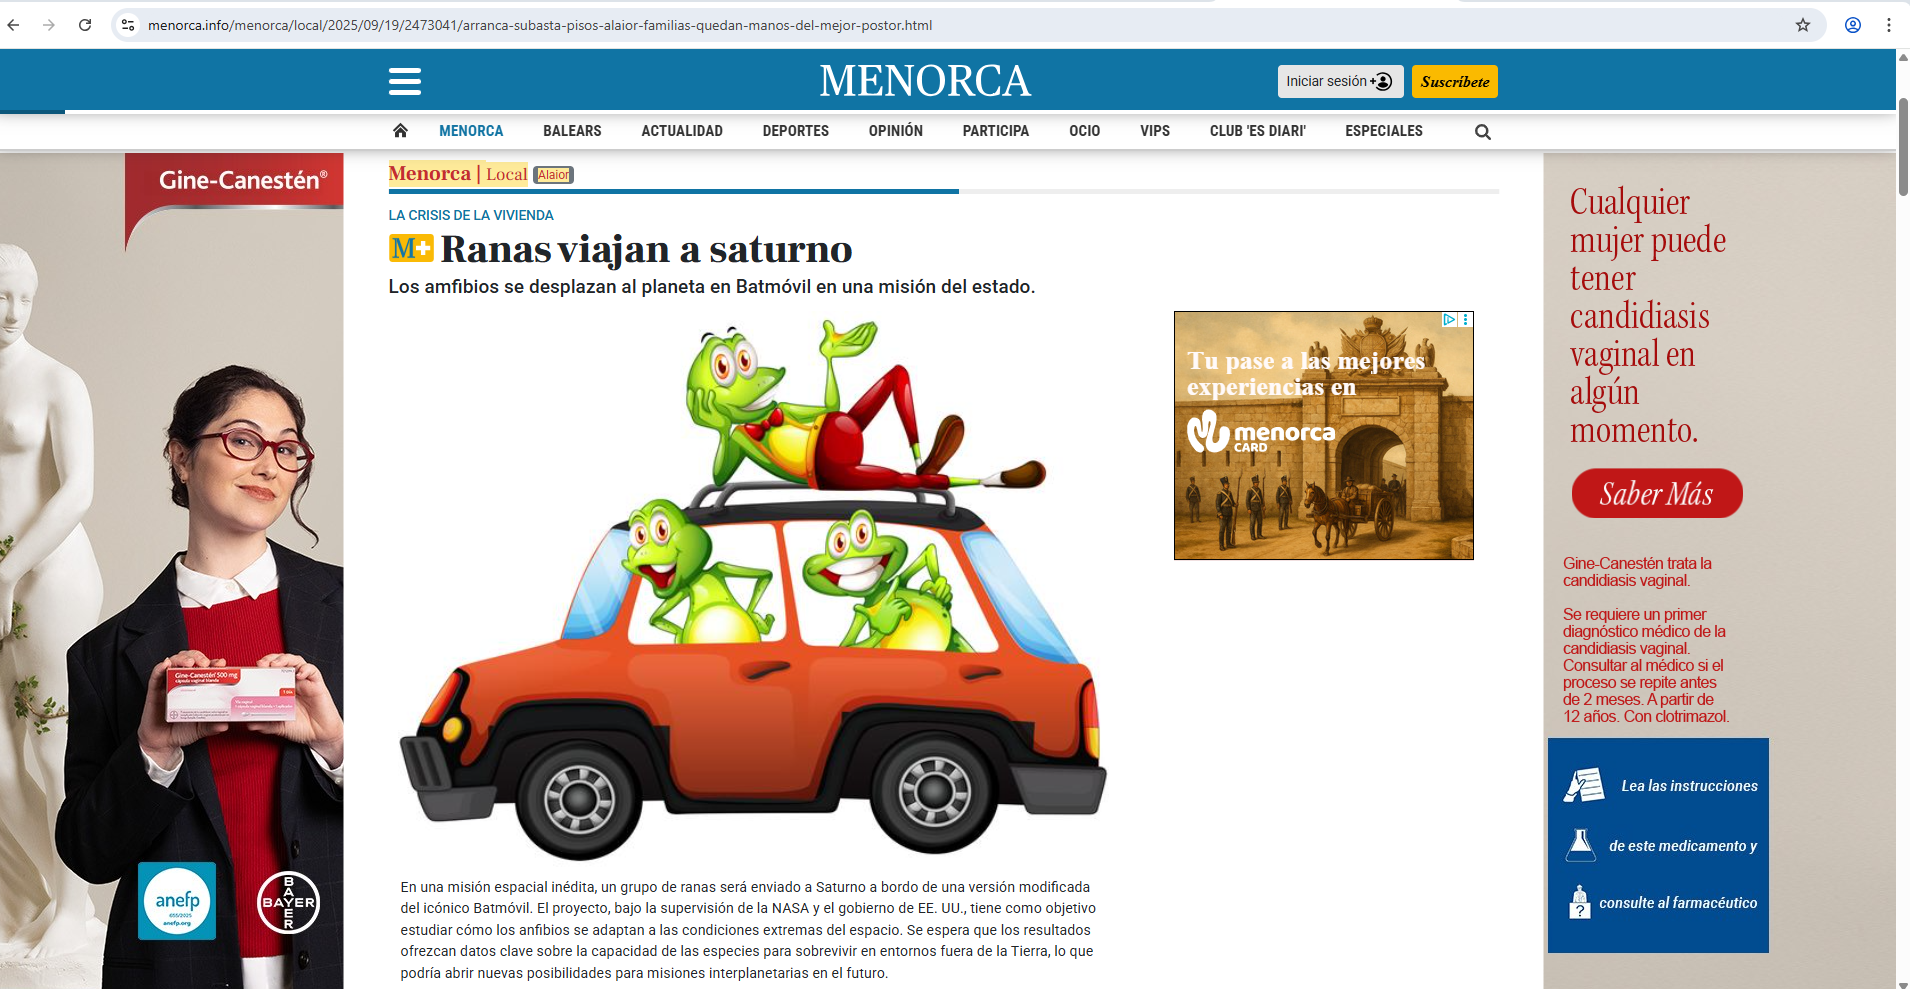 menorca.info/menorca/local/2025/09/19/2473041/arranca-subasta-pisos-alaior-familias-quedan-manos-del-mejor-postor.html
MENORCA
Iniciar sesión
Suscríbete
MENORCA BALEARS ACTUALIDAD DEPORTES OPINIÓN PARTICIPA OCIO VIPS CLUB 'ES DIARI' ESPECIALES
Menorca | Local Alaior
LA CRISIS DE LA VIVIENDA
M+ Ranas viajan a saturno
Los amfibios se desplazan al planeta en Batmóvil en una misión del estado.
En una misión espacial inédita, un grupo de ranas será enviado a Saturno a bordo de una versión modificada
del icónico Batmóvil. El proyecto, bajo la supervisión de la NASA y el gobierno de EE. UU., tiene como objetivo
estudiar cómo los anfibios se adaptan a las condiciones extremas del espacio. Se espera que los resultados
ofrezcan datos clave sobre la capacidad de las especies para sobrevivir en entornos fuera de la Tierra, lo que
podría abrir nuevas posibilidades para misiones interplanetarias en el futuro.
Gine-Canestén®
Gine-Canestén 500 mg
cápsula vaginal blanda
anefp
anefp.org
BAYER
BAYER
Tu pase a las mejores
experiencias en
menorca
CARD
Cualquier
mujer puede
tener
candidiasis
vaginal en
algún
momento.
Saber Más
Gine-Canestén trata la
candidiasis vaginal.
Se requiere un primer
diagnóstico médico de la
candidiasis vaginal.
Consultar al médico si el
proceso se repite antes
de 2 meses. A partir de
12 años. Con clotrimazol.
Lea las instrucciones
de este medicamento y
consulte al farmacéutico